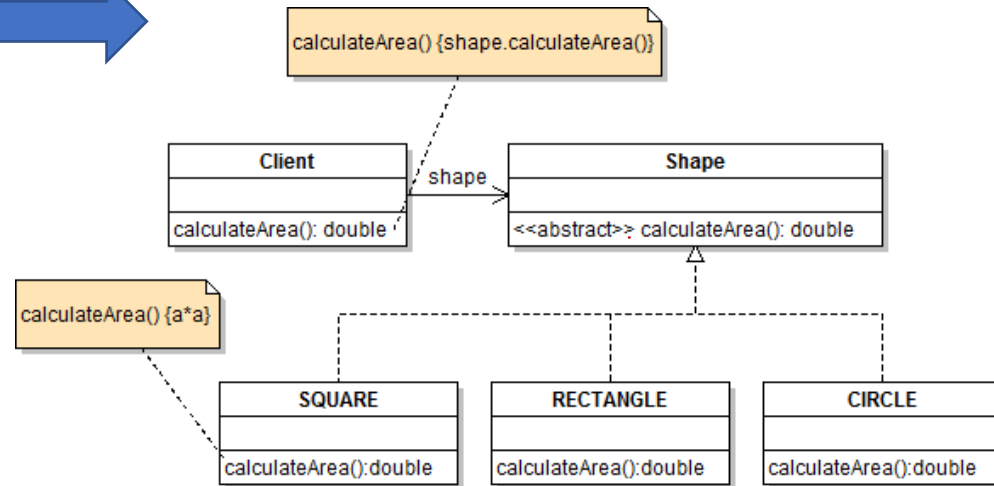 calculateArea() {shape.calculateArea()}
Client
shape
Shape
calculateArea(): double
<<abstract>> calculateArea(): double
calculateArea() {a*a}
SQUARE
RECTANGLE
CIRCLE
calculateArea():double
calculateArea():double
calculateArea():double